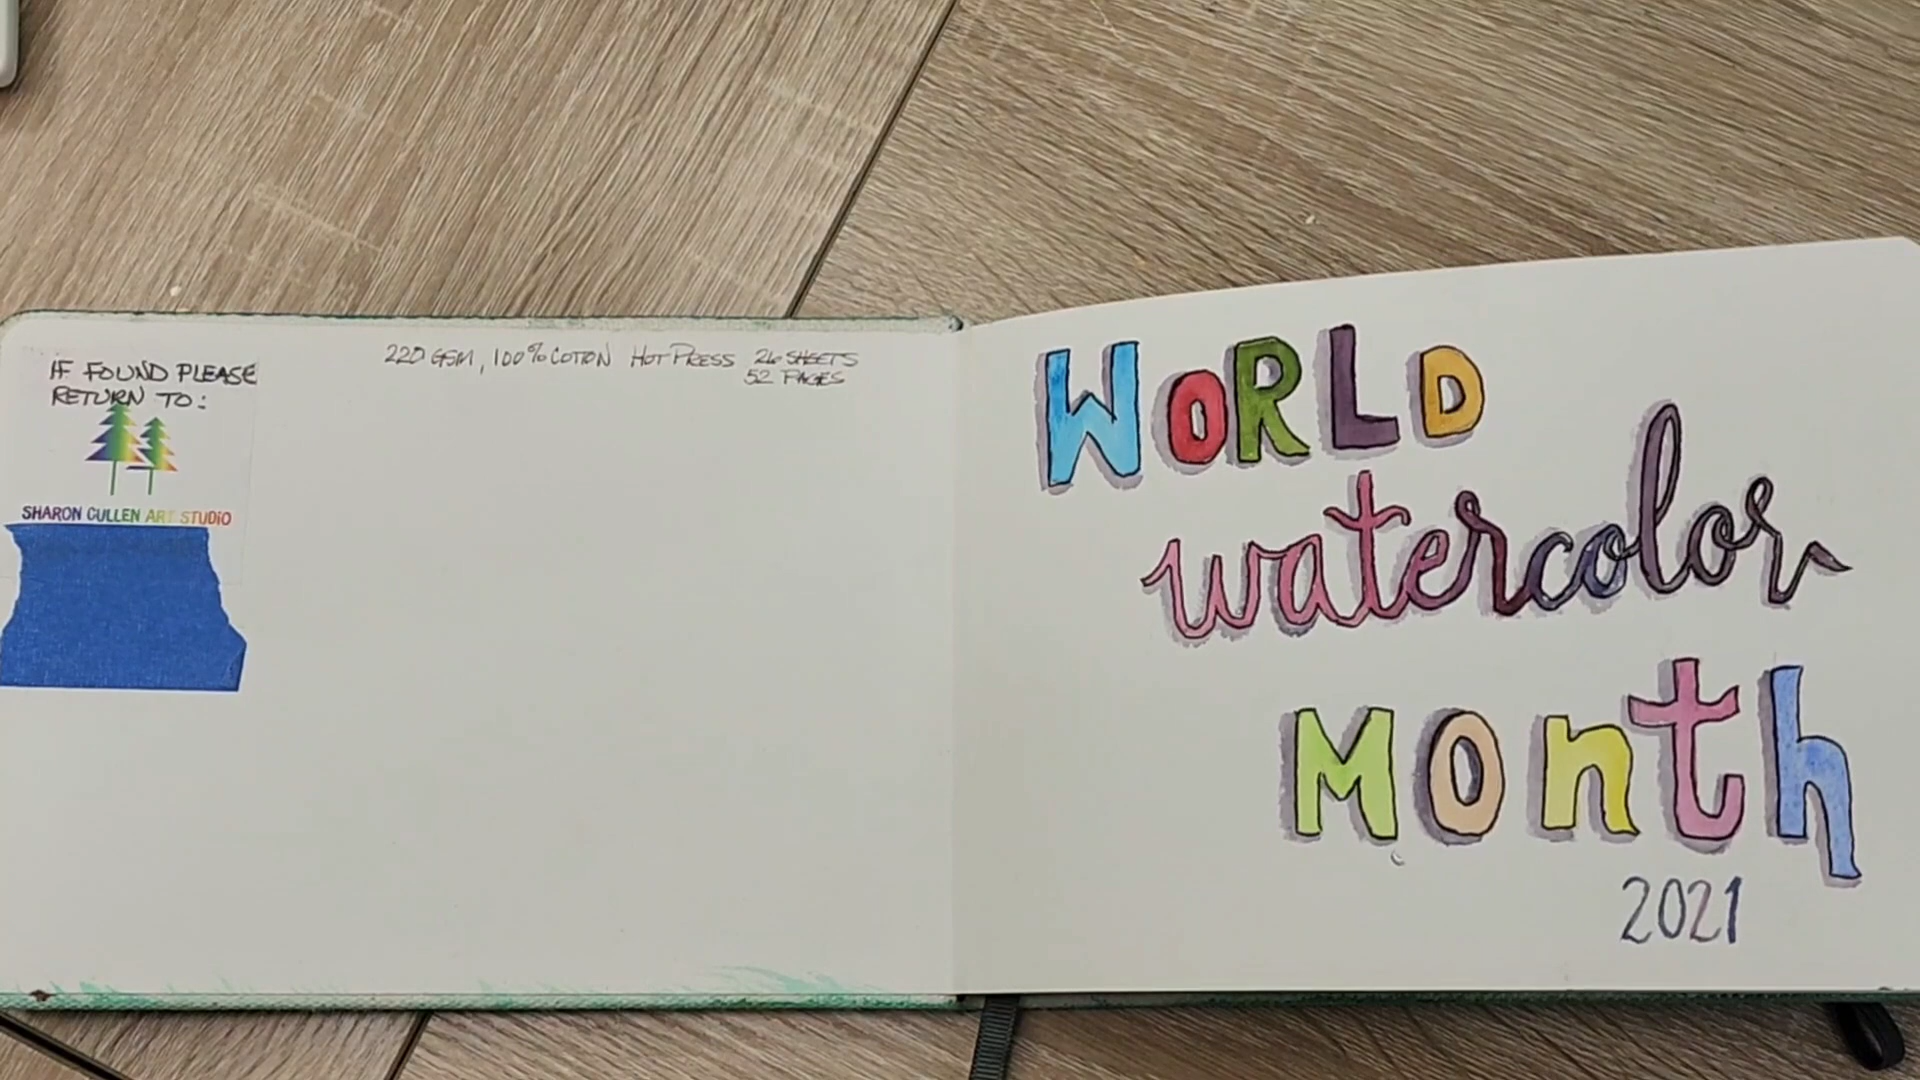 IF FOUND PLEASE
RETURN TO:
SHARON CULLEN ART STUDIO
220 GSM, 100% COTTON HOT PRESS 26 SHEETS
52 PAGES
WORLD
watercolor
Month
2021